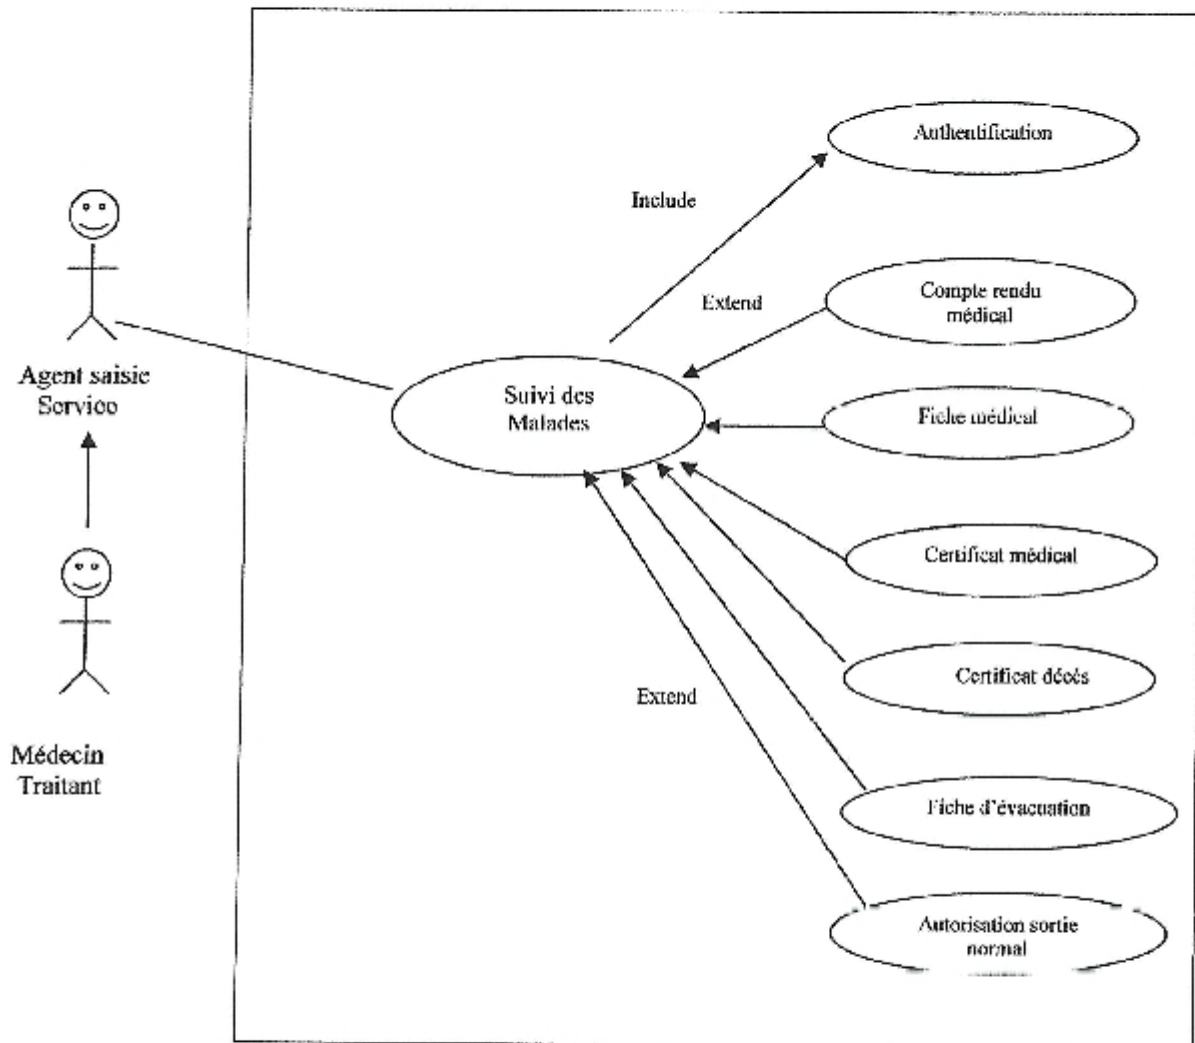 Authentification
Include
Extend
Compte rendu
médical
Agent saisie
Service
Suivi des
Malades
Fiche médical
Certificat médical
Certificat décés
Extend
Médecin
Traitant
Fiche d'évacuation
Autorisation sortie
normal